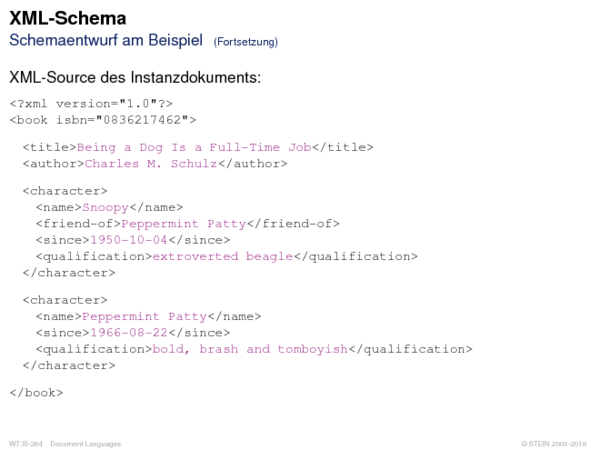 XML-Schema
Schemaentwurf am Beispiel (Fortsetzung)
XML-Source des Instanzdokuments:
<?xml version="1.0"?>
<book isbn="0836217462">
<title>Being a Dog Is a Full-Time Job</title>
<author>Charles M. Schulz</author>
<character>
<name>Snoopy</name>
<friend-of>Peppermint Patty</friend-of>
<since>1950-10-04</since>
<qualification>extroverted beagle</qualification>
</character>
<character>
<name>Peppermint Patty</name>
<since>1966-08-22</since>
<qualification>bold, brash and tomboyish</qualification>
</character>
</book>
WT:III-264 Document Languages © STEIN 2005-2018